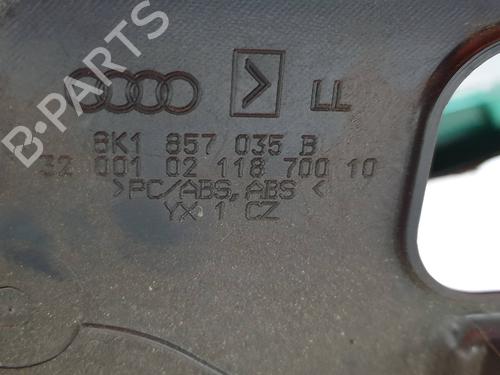 LL
8K1 857 035 B
32 001 02 118 700 10
>PC/ABS,ABS<
YX 1 CZ
B-PARTS